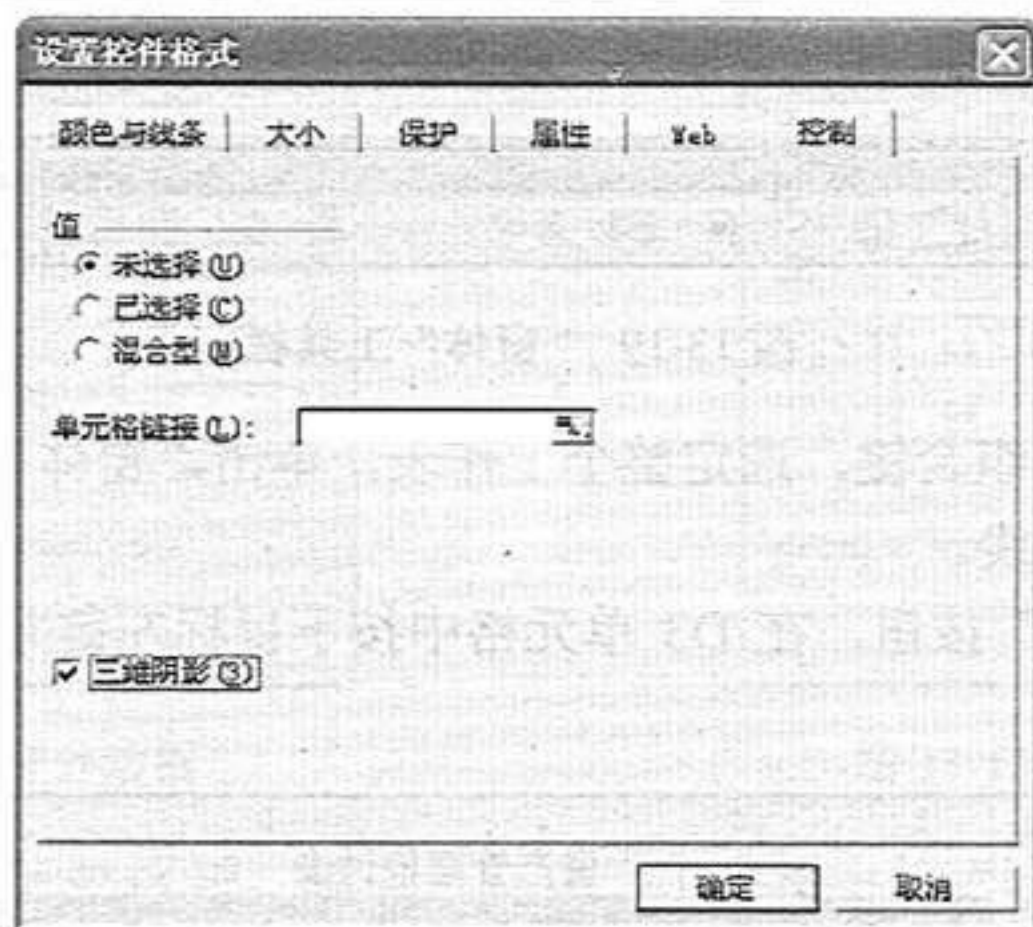 设置控件格式
颜色与线条 大小 保护 属性 Web 控制
值
未选择(U)
已选择(C)
混合型(M)
单元格链接(L):
三维阴影(3)
确定 取消